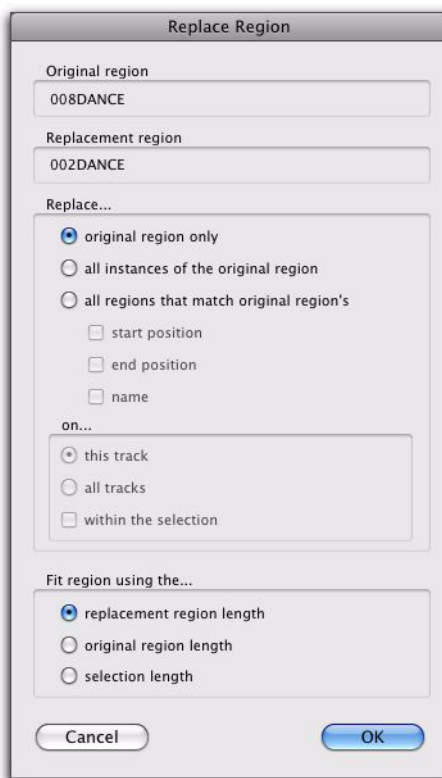 Replace Region
Original region
008DANCE
Replacement region
002DANCE
Replace...
original region only
all instances of the original region
all regions that match original region's
start position
end position
name
on...
this track
all tracks
within the selection
Fit region using the...
replacement region length
original region length
selection length
Cancel OK